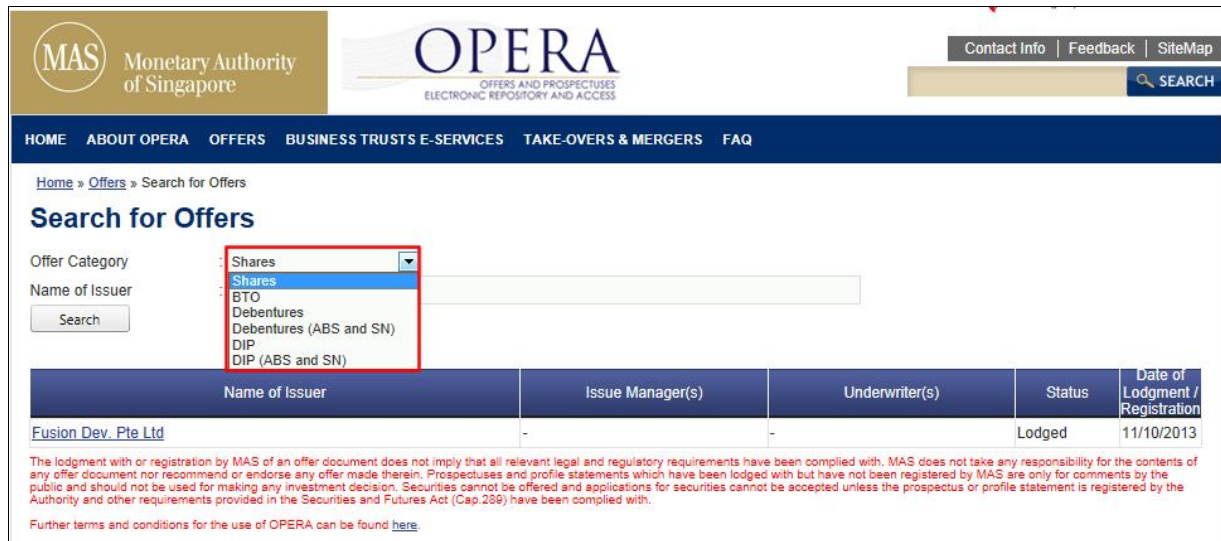 MAS
Monetary Authority
of Singapore
OPERA
OFFERS AND PROSPECTUSES
ELECTRONIC REPOSITORY AND ACCESS
Contact Info | Feedback | SiteMap
SEARCH
HOME ABOUT OPERA OFFERS BUSINESS TRUSTS E-SERVICES TAKE-OVERS & MERGERS FAQ
Home » Offers » Search for Offers
Search for Offers
Offer Category : Shares
Shares
BTO
Debentures
Debentures (ABS and SN)
DIP
DIP (ABS and SN)
Name of Issuer :
Search
Name of Issuer Issue Manager(s) Underwriter(s) Status Date of
Lodgment /
Registration
Fusion Dev. Pte Ltd - - Lodged 11/10/2013
The lodgment with or registration by MAS of an offer document does not imply that all relevant legal and regulatory requirements have been complied with. MAS does not take any responsibility for the contents of
any offer document nor recommend or endorse any offer made therein. Prospectuses and profile statements which have been lodged with but have not been registered by MAS are only for comments by the
public and should not be used for making any investment decision. Securities cannot be offered and applications for securities cannot be accepted unless the prospectus or profile statement is registered by the
Authority and other requirements provided in the Securities and Futures Act (Cap.289) have been complied with.
Further terms and conditions for the use of OPERA can be found here.